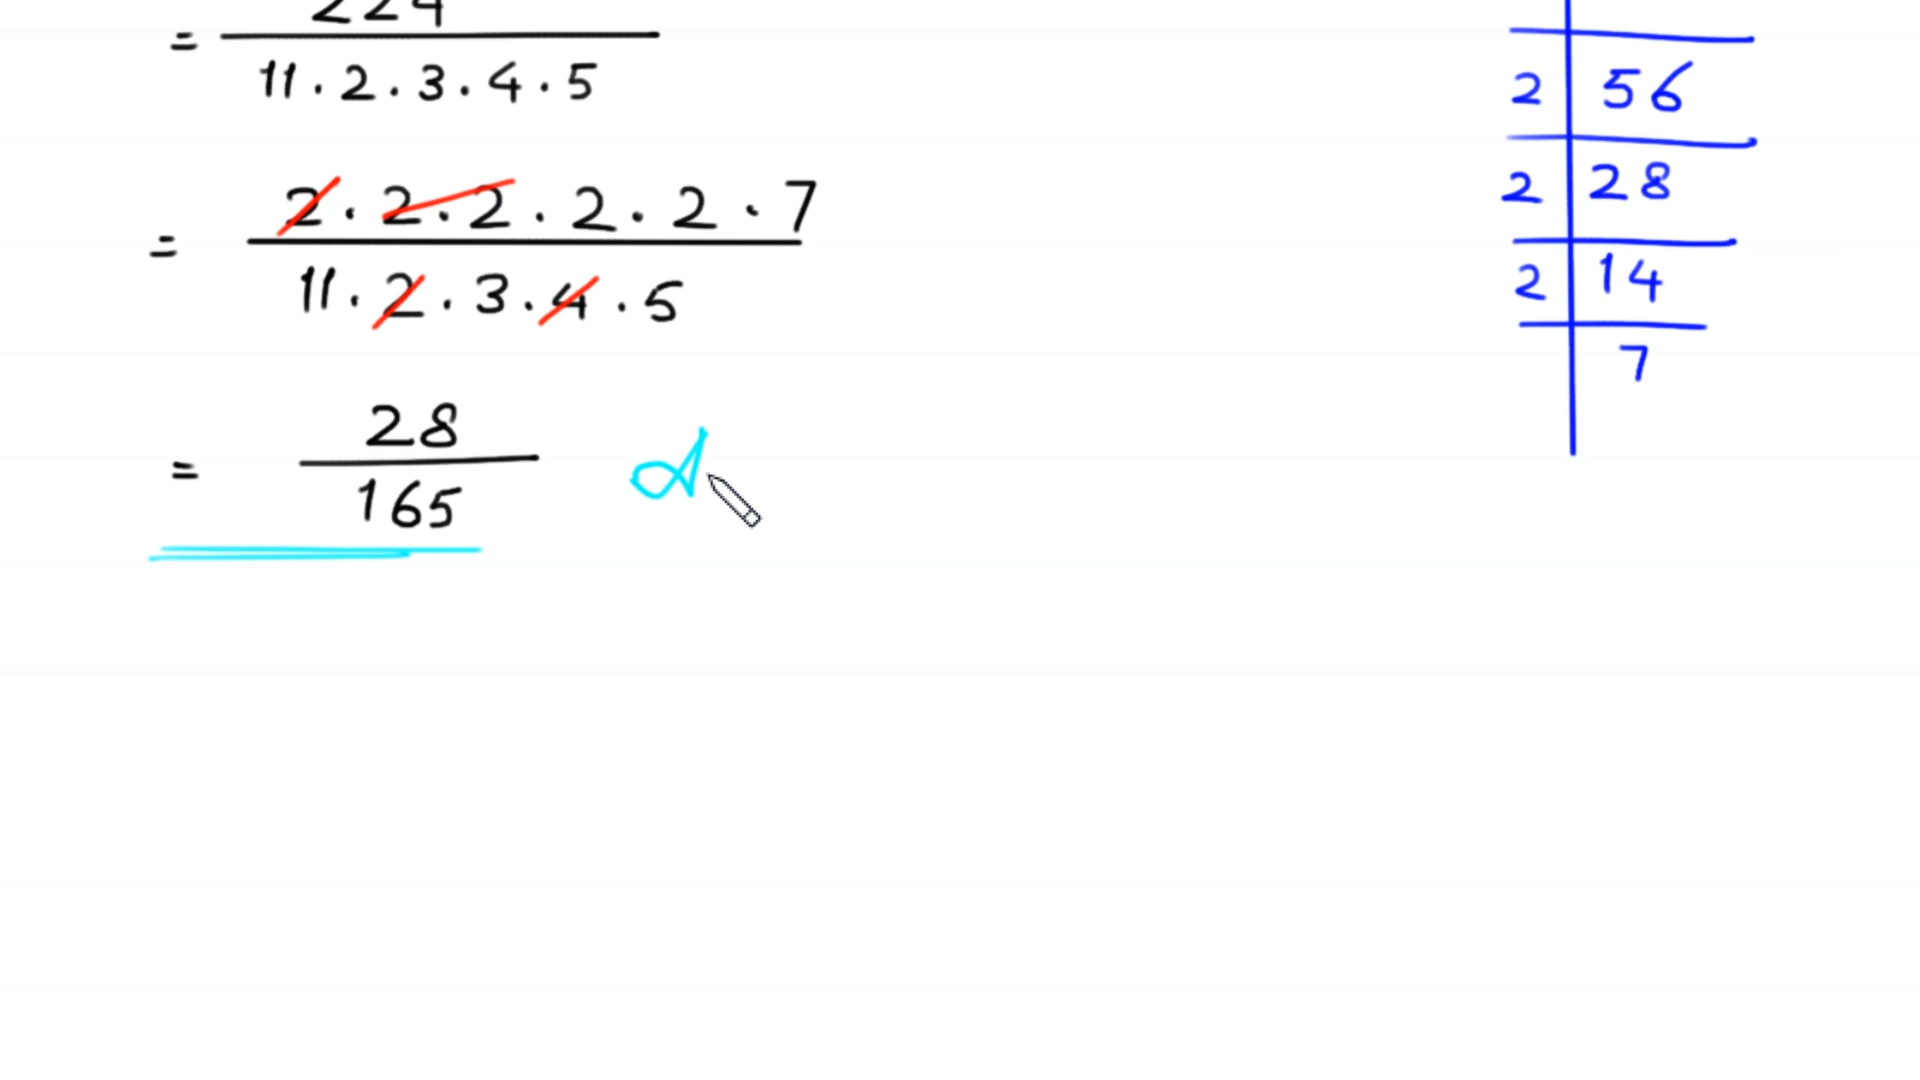 = 224 / 11 . 2 . 3 . 4 . 5
= 2 . 2 . 2 . 2 . 2 . 7 / 11 . 2 . 3 . 4 . 5
= 28 / 165
2 | 56
2 | 28
2 | 14
7